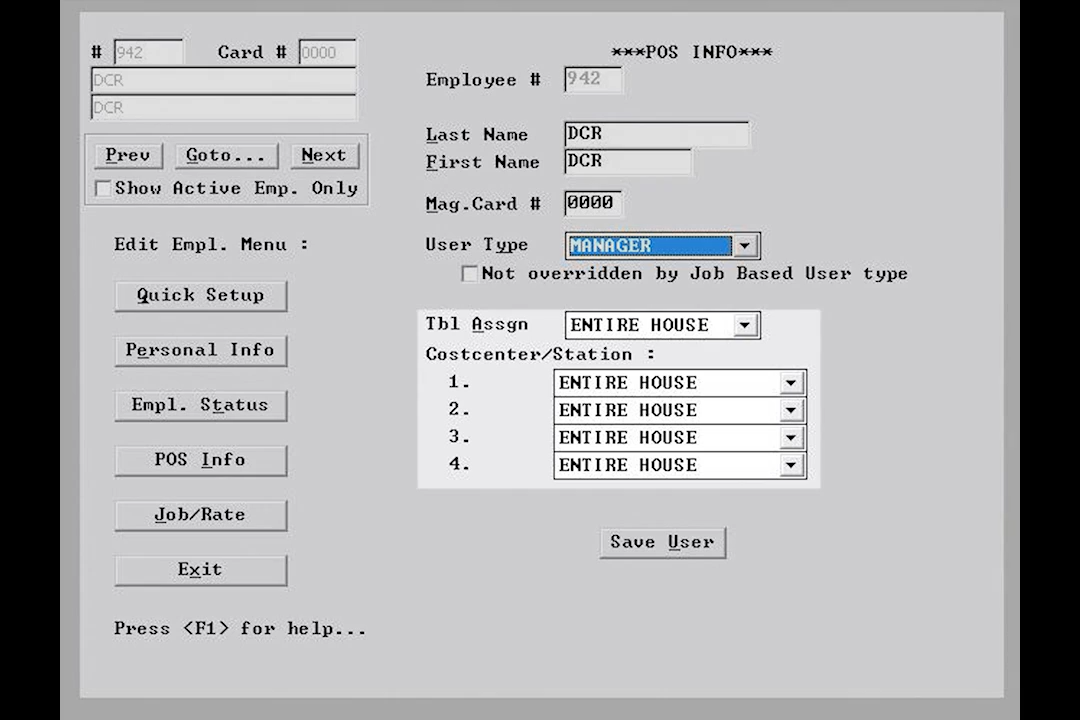 # 942 Card # 0000
DCR
DCR
Prev Goto... Next
Show Active Emp. Only
Edit Empl. Menu :
Quick Setup
Personal Info
Empl. Status
POS Info
Job/Rate
Exit
Press <F1> for help...
***POS INFO***
Employee # 942
Last Name DCR
First Name DCR
Mag.Card # 0000
User Type MANAGER
Not overridden by Job Based User type
Tbl Assgn ENTIRE HOUSE
Costcenter/Station :
1. ENTIRE HOUSE
2. ENTIRE HOUSE
3. ENTIRE HOUSE
4. ENTIRE HOUSE
Save User